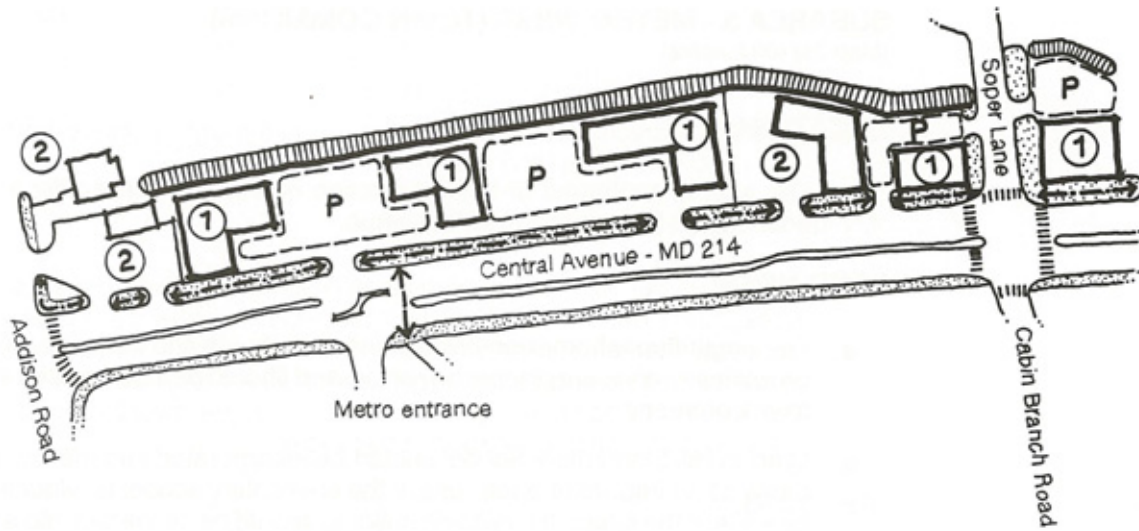 Soper Lane
P
1
P
1
1
2
P
1
2
1
P
2
Central Avenue - MD 214
Addison Road
Metro entrance
Cabin Branch Road